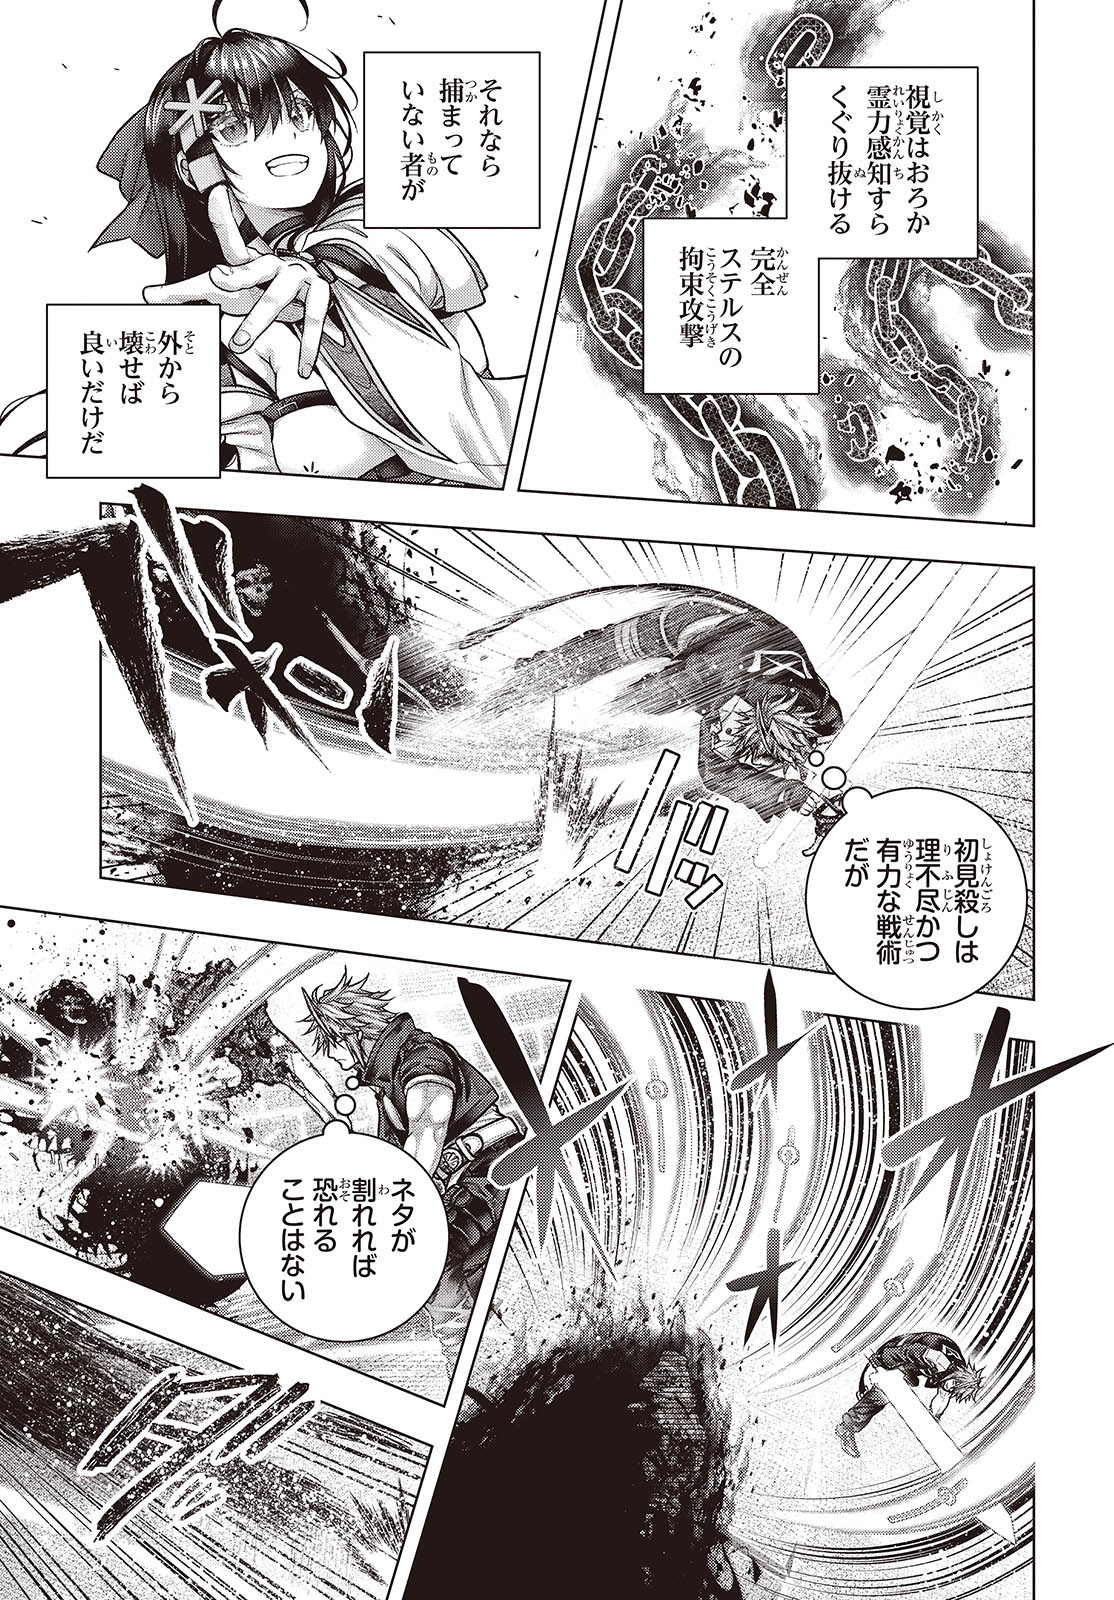 視覚はおろか
霊力感知すら
くぐり抜ける
完全
ステルスの
拘束攻撃
それなら
捕まって
いない者が
外から
壊せば
良いだけだ
初見殺しは
理不尽かつ
有力な戦術
だが
ネタが
割れれば
恐れる
ことはない